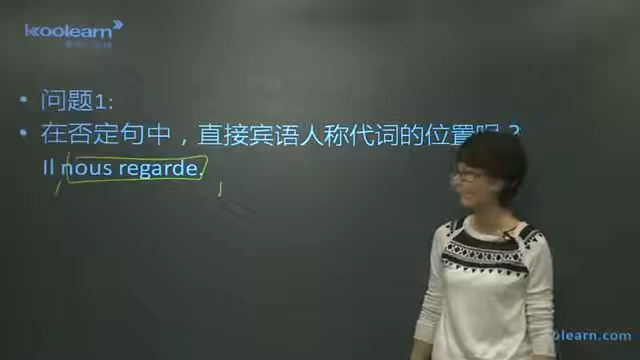 koolearn
问题1:
在否定句中，直接宾语人称代词的位置呢？
Il nous regarde.
olearn.com